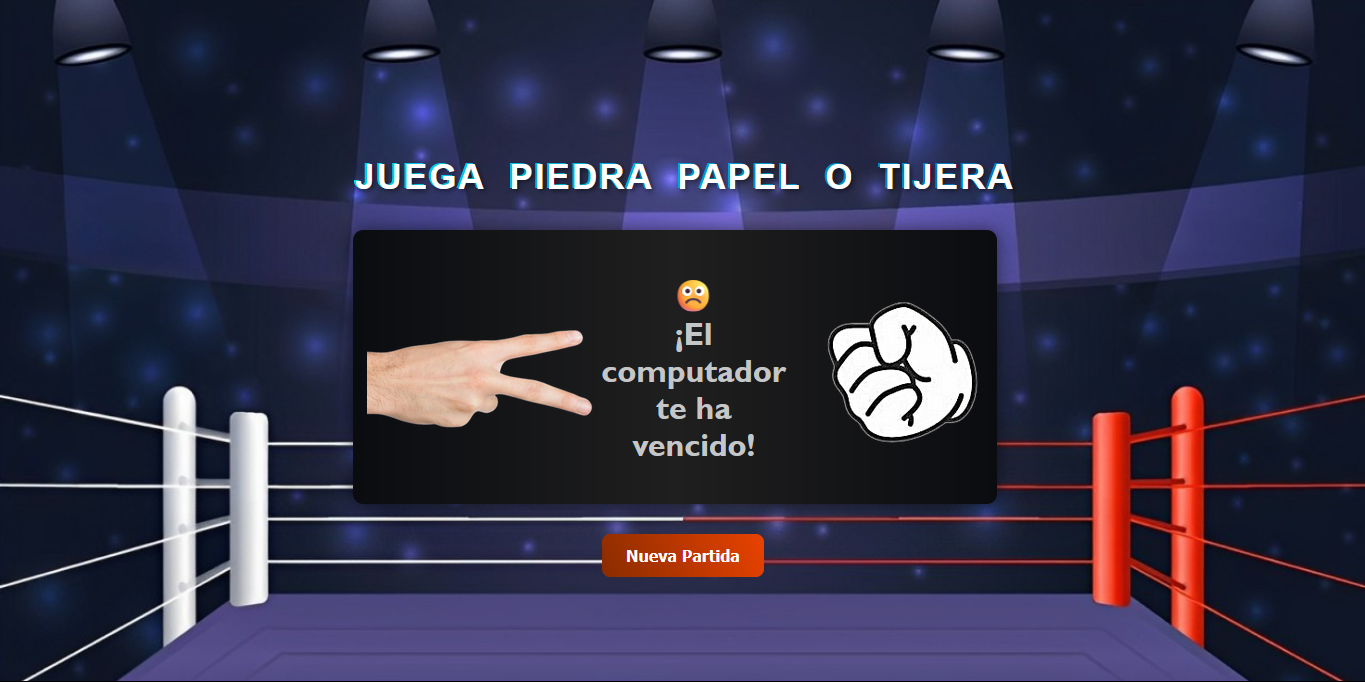 JUEGA PIEDRA PAPEL O TIJERA
¡El
computador
te ha
vencido!
Nueva Partida